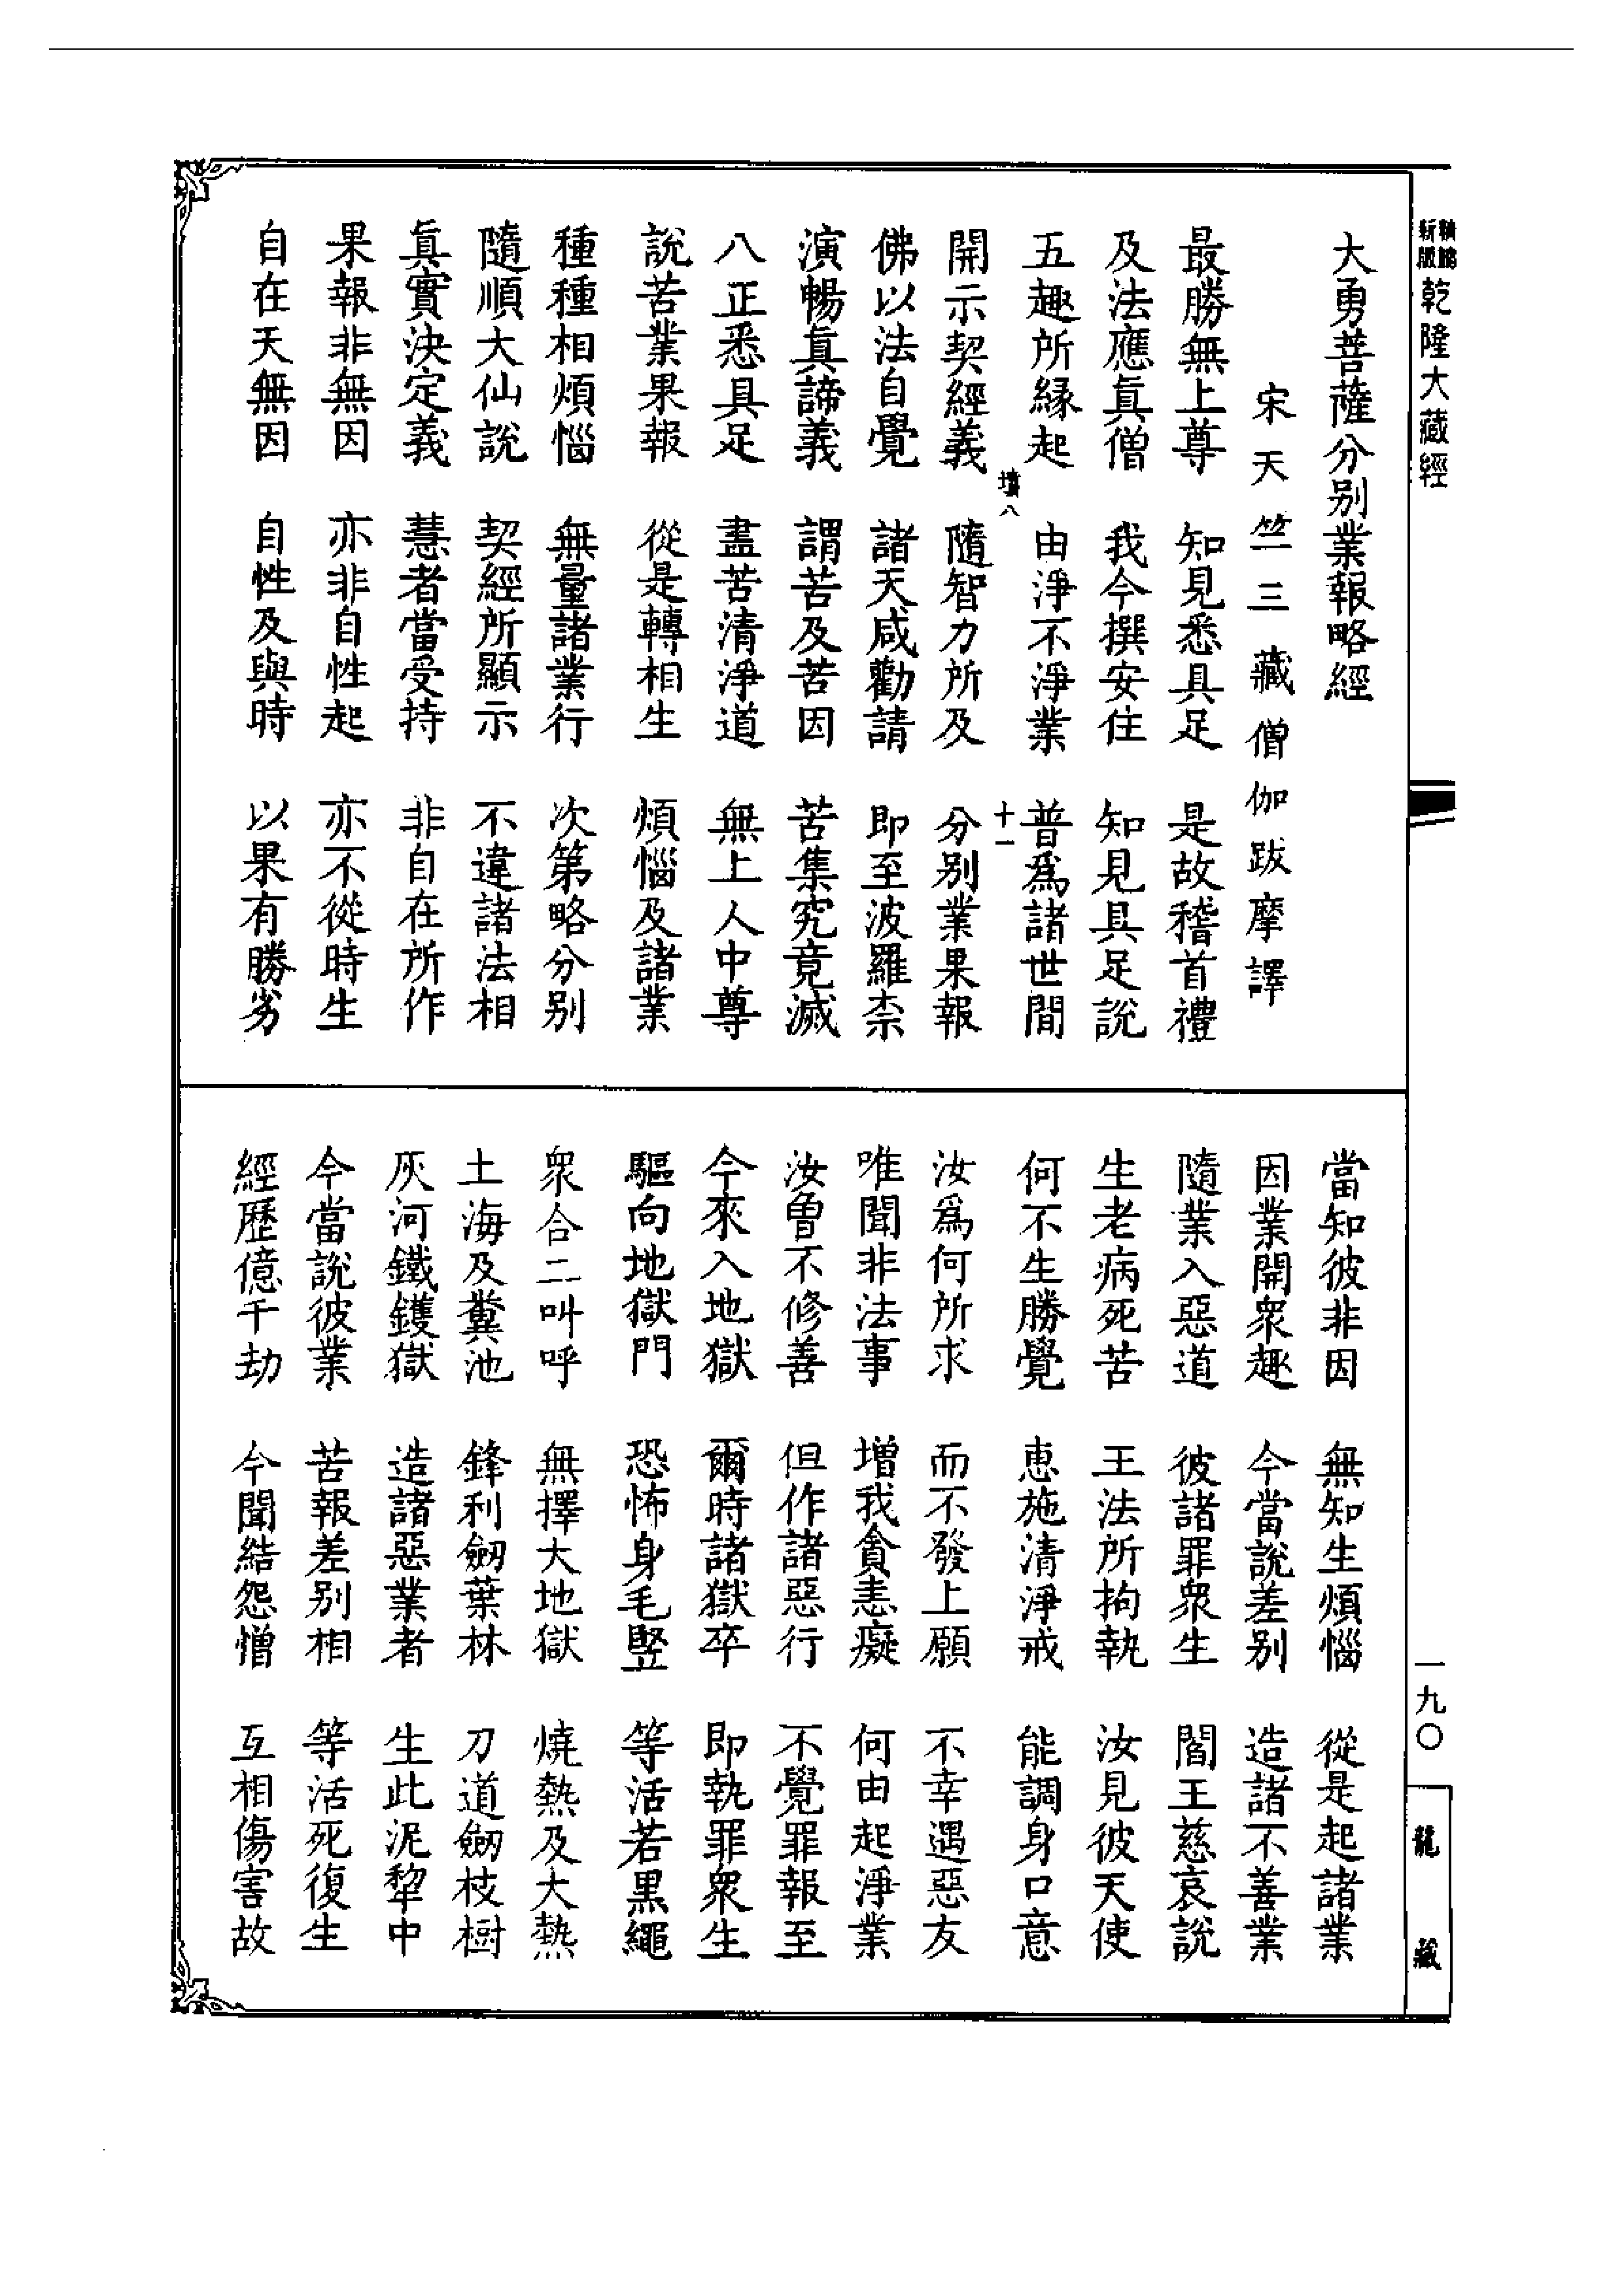 精縮
新版
乾隆大藏經
大勇菩薩分别業報略經
宋天竺三藏僧伽跋摩譯
最勝無上尊　知見悉具足　是故稽首禮
及法應眞僧　我今撰安住　知見具足說
五趣所緣起　由淨不淨業　普爲諸世間
墳八　十一
開示契經義　隨智力所及　分别業果報
佛以法自覺　諸天咸勸請　即至波羅柰
演暢眞諦義　謂苦及苦因　苦集究竟滅
八正悉具足　盡苦清淨道　無上人中尊
說苦業果報　從是轉相生　煩惱及諸業
種種相煩惱　無量諸業行　次第略分别
隨順大仙說　契經所顯示　不違諸法相
眞實決定義　慧者當受持　非自在所作
果報非無因　亦非自性起　亦不從時生
自在天無因　自性及與時　以果有勝劣
當知彼非因　無知生煩惱　從是起諸業
因業開衆趣　今當說差别　造諸不善業
隨業入惡道　彼諸罪衆生　閻王慈哀說
生老病死苦　王法所拘執　汝見彼天使
何不生勝覺　惠施清淨戒　能調身口意
汝爲何所求　而不發上願　不幸遇惡友
唯聞非法事　增我貪恚癡　何由起淨業
汝曾不修善　但作諸惡行　不覺罪報至
今來入地獄　爾時諸獄卒　即執罪衆生
驅向地獄門　恐怖身毛竪　等活若黑繩
衆合二叫呼　無擇大地獄　燒熱及大熱
土海及糞池　鋒利劒葉林　刀道劒枝樹
灰河鐵鑊獄　造諸惡業者　生此泥犂中
今當說彼業　苦報差别相　等活死復生
經歷億千劫　今聞結怨憎　互相傷害故
一九〇
龍藏